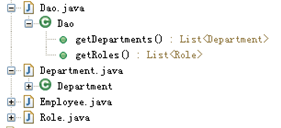 Dao.java
Dao
getDepartments() : List<Department>
getRoles() : List<Role>
Department.java
Department
Employee.java
Role.java